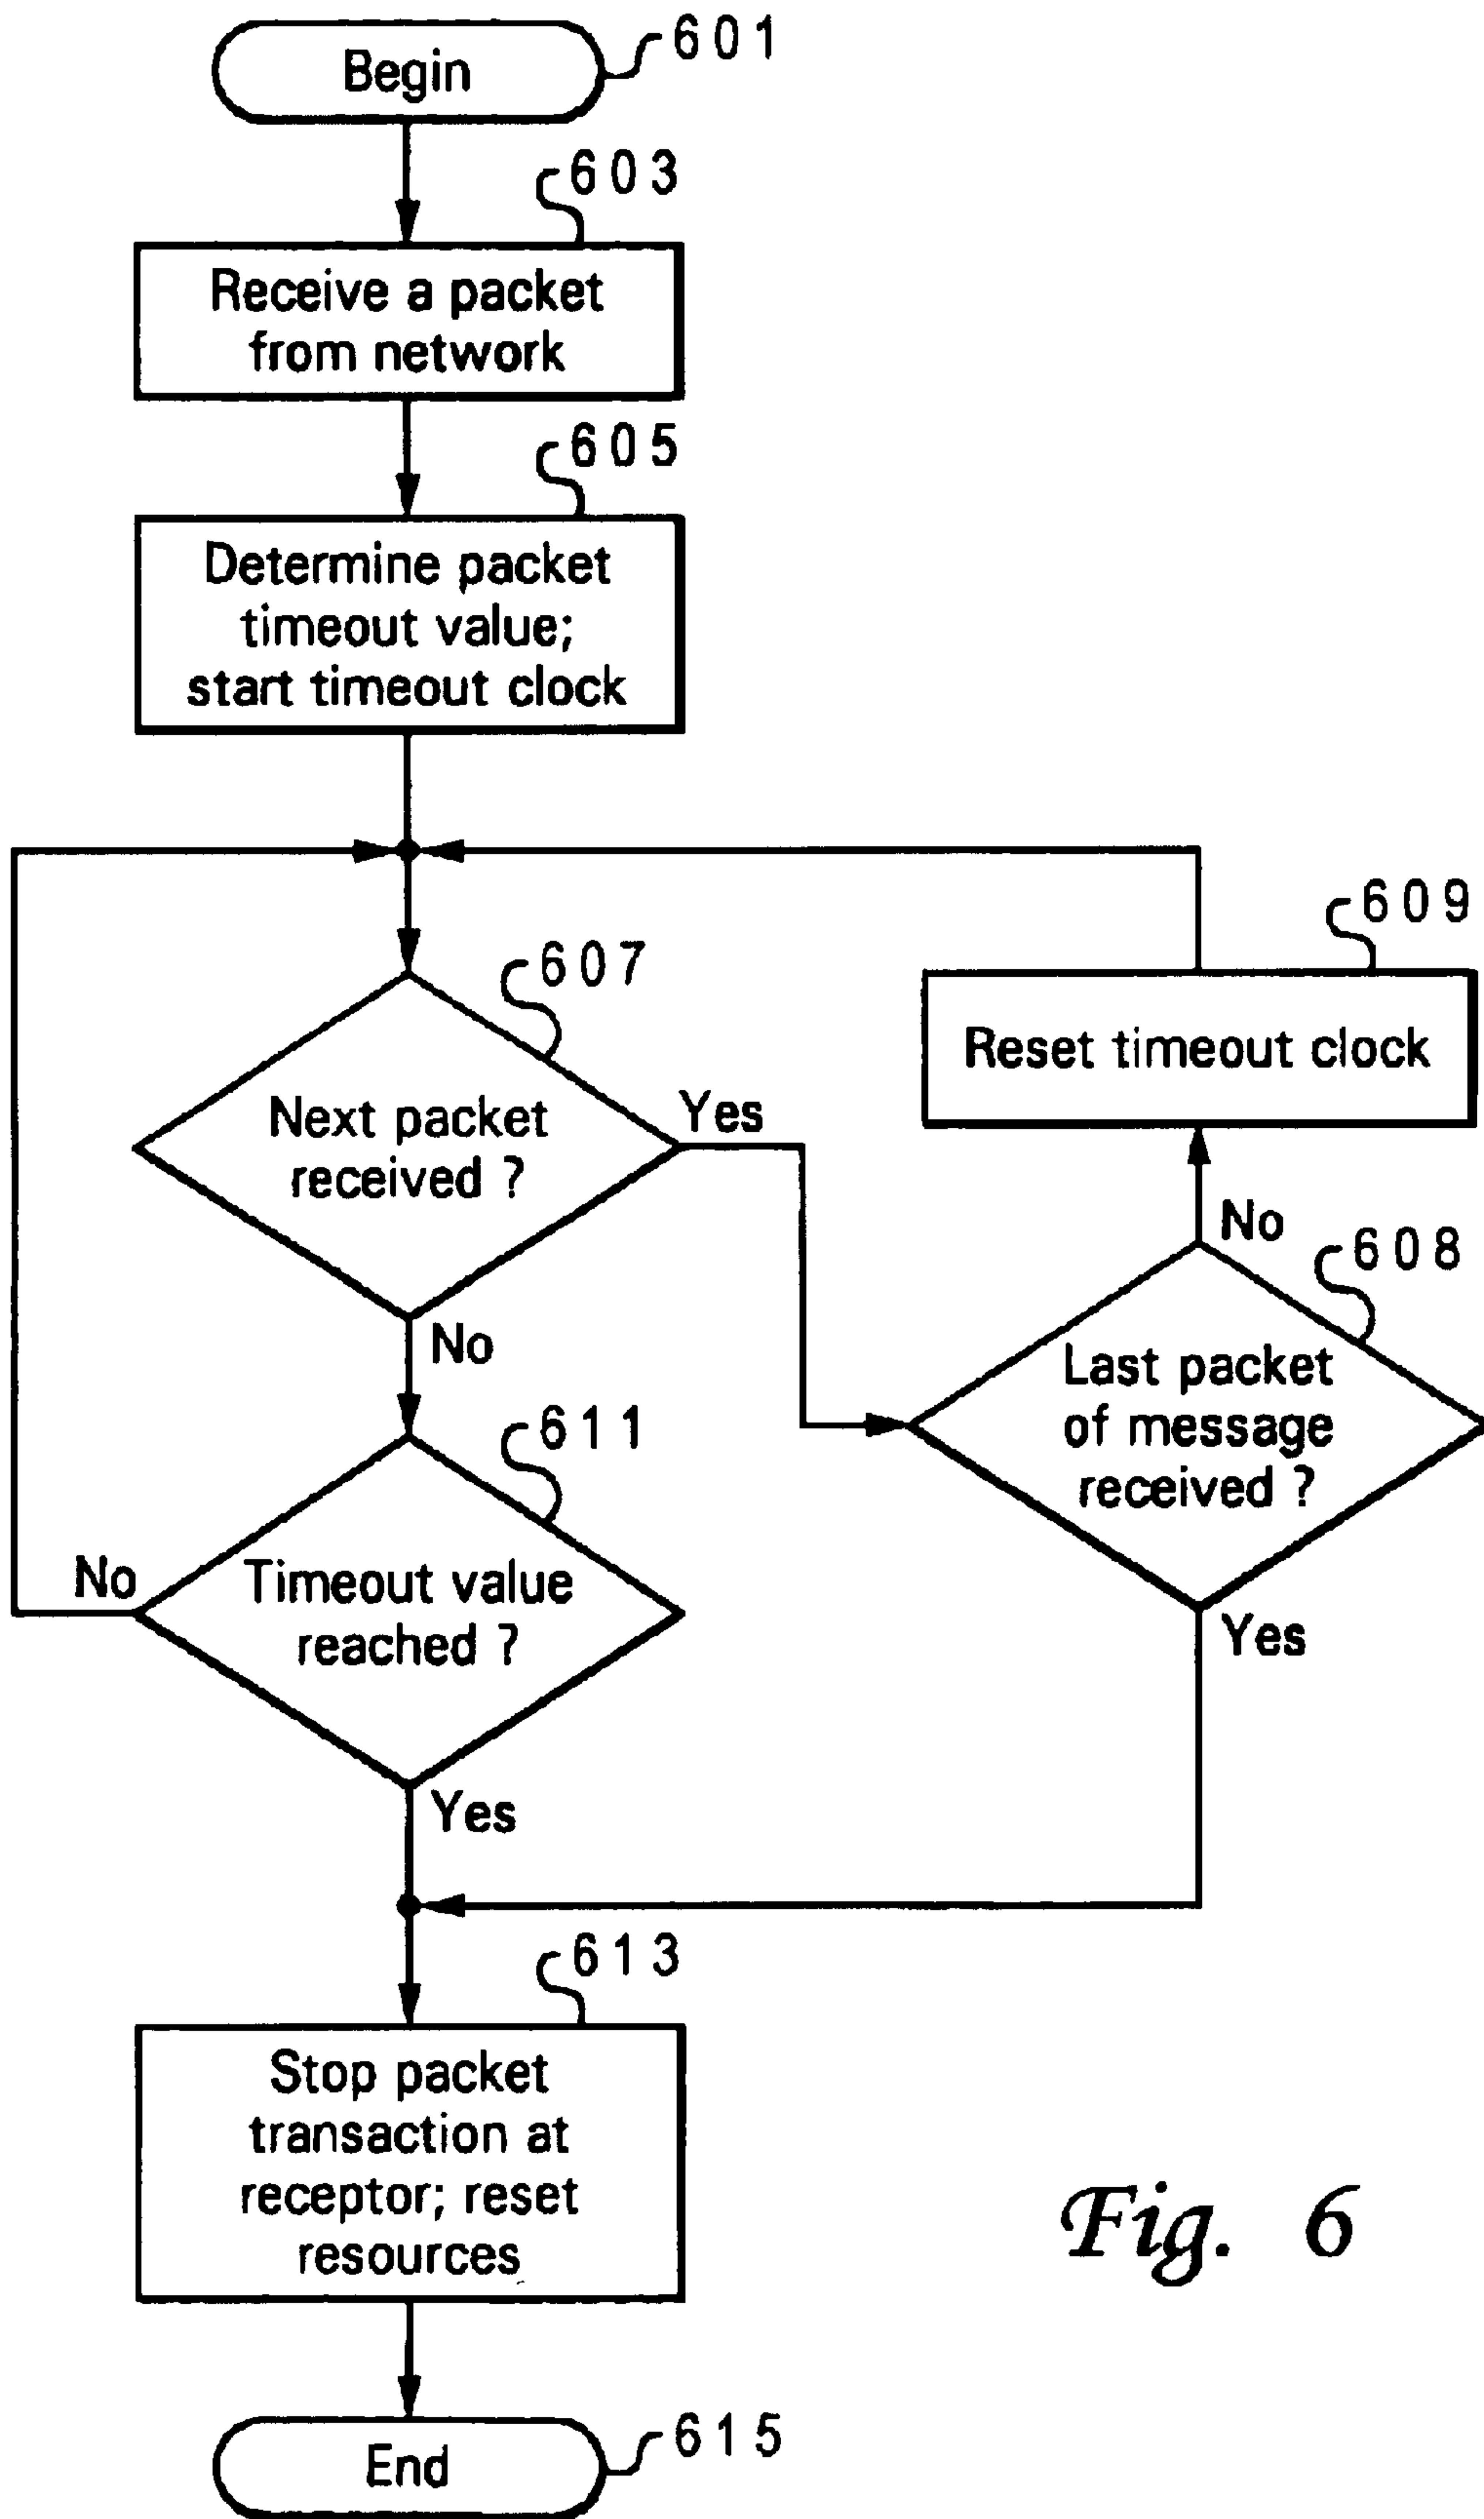 Begin
601
603
Receive a packet
from network
605
Determine packet
timeout value;
start timeout clock
609
607
Reset timeout clock
Next packet
received ?
Yes
No
608
No
Last packet
of message
received ?
611
No
Timeout value
reached ?
Yes
Yes
613
Stop packet
transaction at
receptor; reset
resources
Fig. 6
End
615